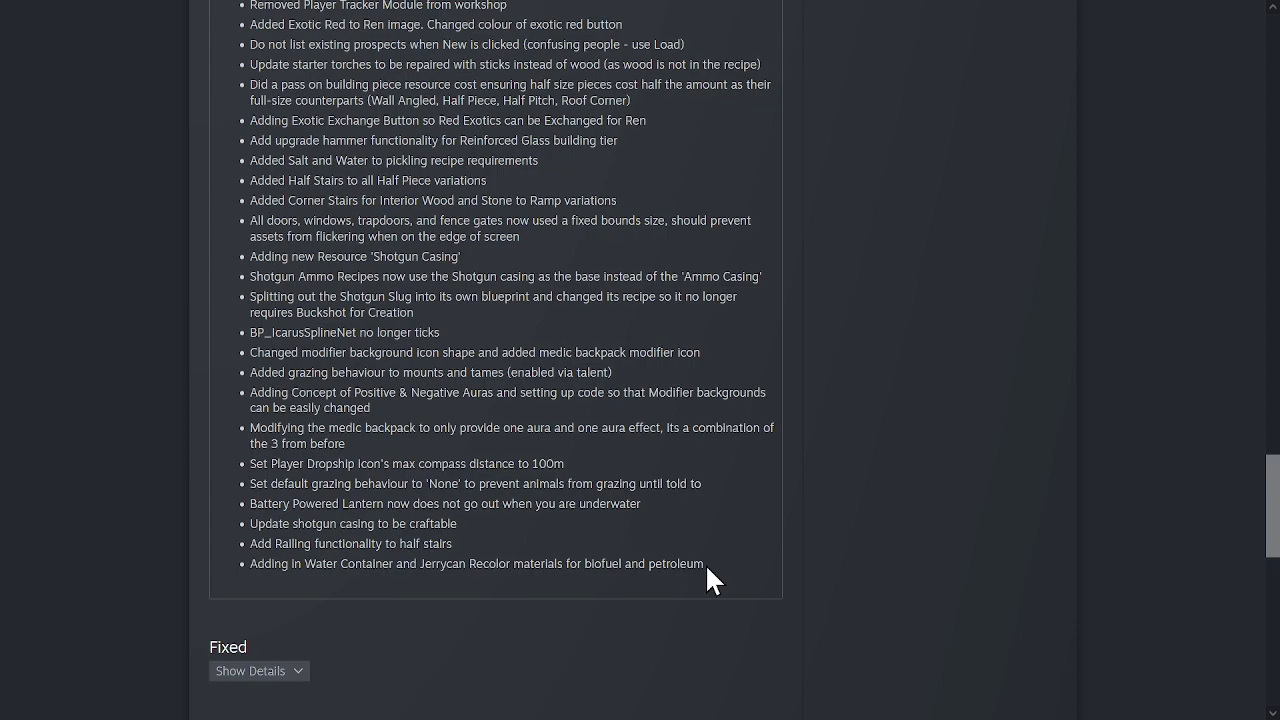 • Removed Player Tracker Module from workshop
• Added Exotic Red to Ren image. Changed colour of exotic red button
• Do not list existing prospects when New is clicked (confusing people - use Load)
• Update starter torches to be repaired with sticks instead of wood (as wood is not in the recipe)
• Did a pass on building piece resource cost ensuring half size pieces cost half the amount as their
full-size counterparts (Wall Angled, Half Piece, Half Pitch, Roof Corner)
• Adding Exotic Exchange Button so Red Exotics can be Exchanged for Ren
• Add upgrade hammer functionality for Reinforced Glass building tier
• Added Salt and Water to pickling recipe requirements
• Added Half Stairs to all Half Piece variations
• Added Corner Stairs for Interior Wood and Stone to Ramp variations
• All doors, windows, trapdoors, and fence gates now used a fixed bounds size, should prevent
assets from flickering when on the edge of screen
• Adding new Resource 'Shotgun Casing'
• Shotgun Ammo Recipes now use the Shotgun casing as the base instead of the 'Ammo Casing'
• Splitting out the Shotgun Slug into its own blueprint and changed its recipe so it no longer
requires Buckshot for Creation
• BP_IcarusSplineNet no longer ticks
• Changed modifier background icon shape and added medic backpack modifier icon
• Added grazing behaviour to mounts and tames (enabled via talent)
• Adding Concept of Positive & Negative Auras and setting up code so that Modifier backgrounds
can be easily changed
• Modifying the medic backpack to only provide one aura and one aura effect, its a combination of
the 3 from before
• Set Player Dropship Icon's max compass distance to 100m
• Set default grazing behaviour to 'None' to prevent animals from grazing until told to
• Battery Powered Lantern now does not go out when you are underwater
• Update shotgun casing to be craftable
• Add Railing functionality to half stairs
• Adding in Water Container and Jerrycan Recolor materials for biofuel and petroleum
Fixed
Show Details